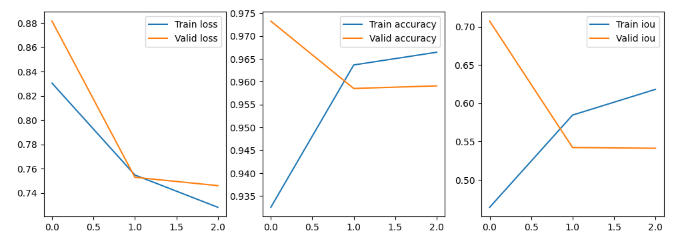 Train loss
Valid loss
0.88
0.86
0.84
0.82
0.80
0.78
0.76
0.74
0.0 0.5 1.0 1.5 2.0
Train accuracy
Valid accuracy
0.975
0.970
0.965
0.960
0.955
0.950
0.945
0.940
0.935
0.0 0.5 1.0 1.5 2.0
Train iou
Valid iou
0.70
0.65
0.60
0.55
0.50
0.0 0.5 1.0 1.5 2.0